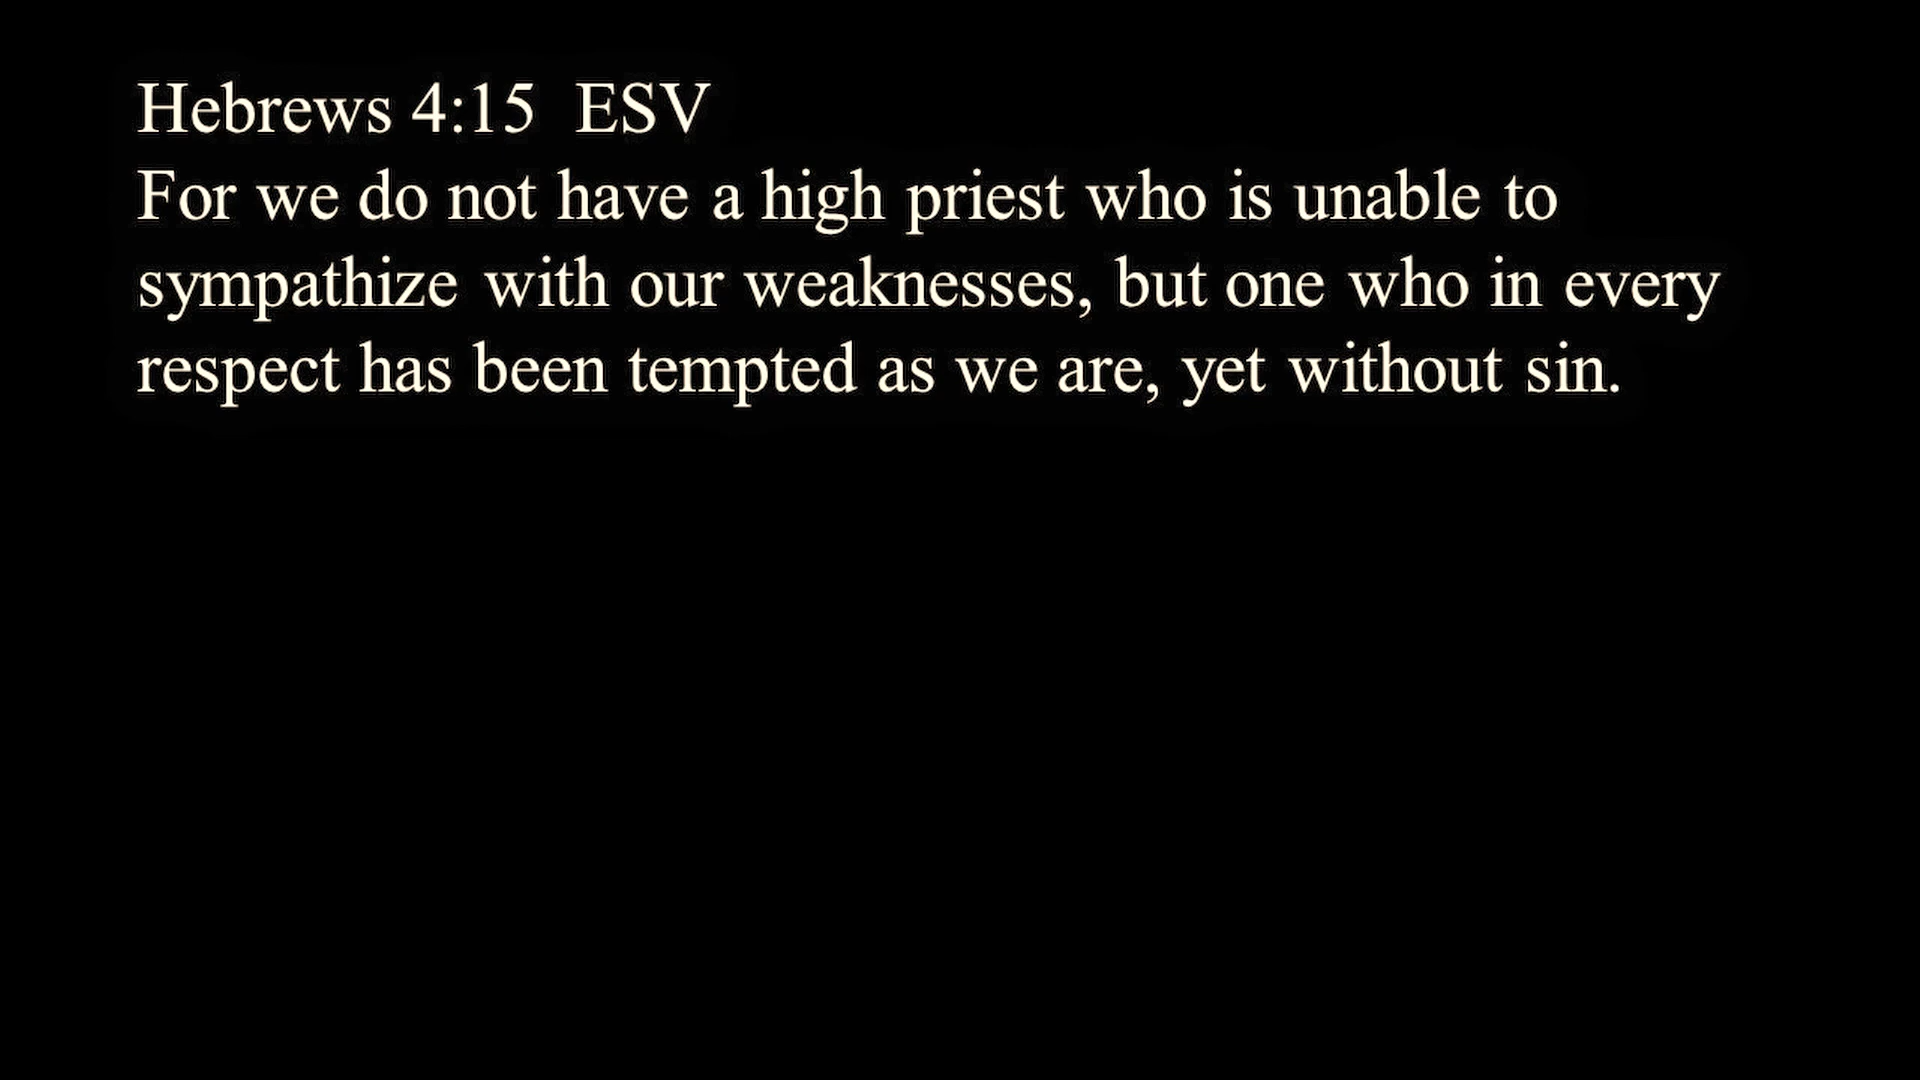 Hebrews 4:15  ESV
For we do not have a high priest who is unable to
sympathize with our weaknesses, but one who in every
respect has been tempted as we are, yet without sin.